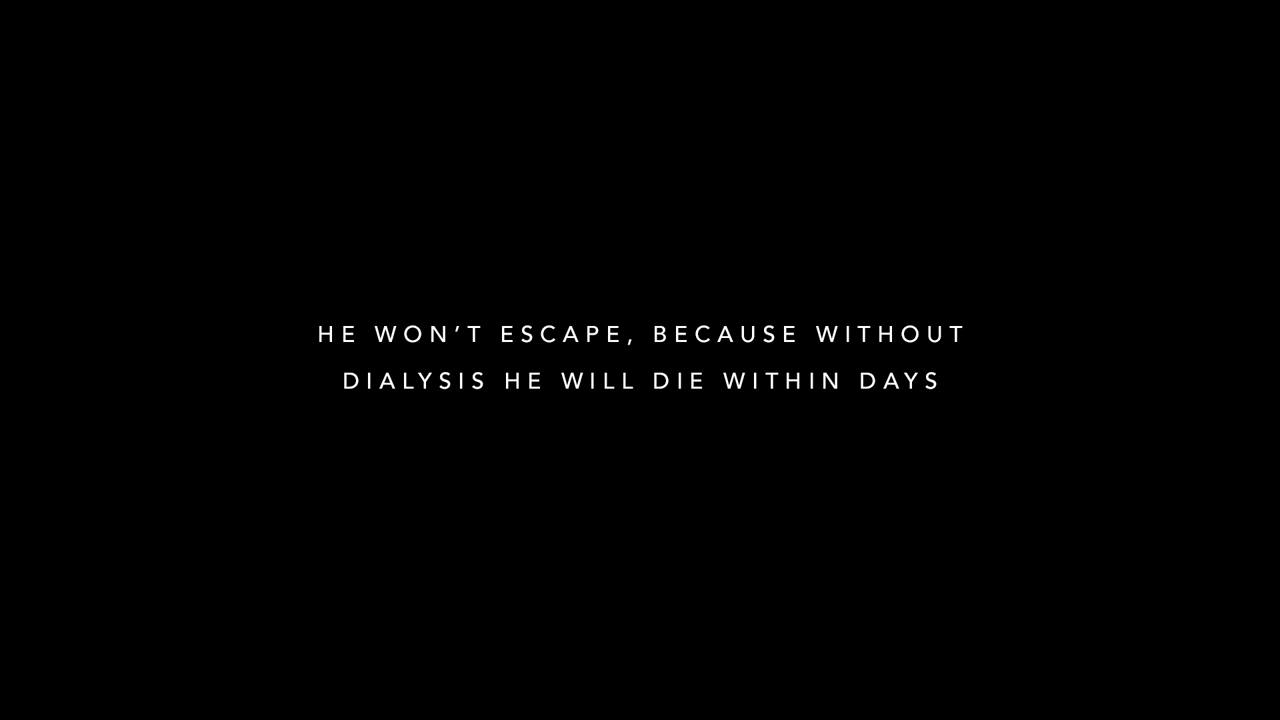 HE WON’T ESCAPE, BECAUSE WITHOUT
DIALYSIS HE WILL DIE WITHIN DAYS